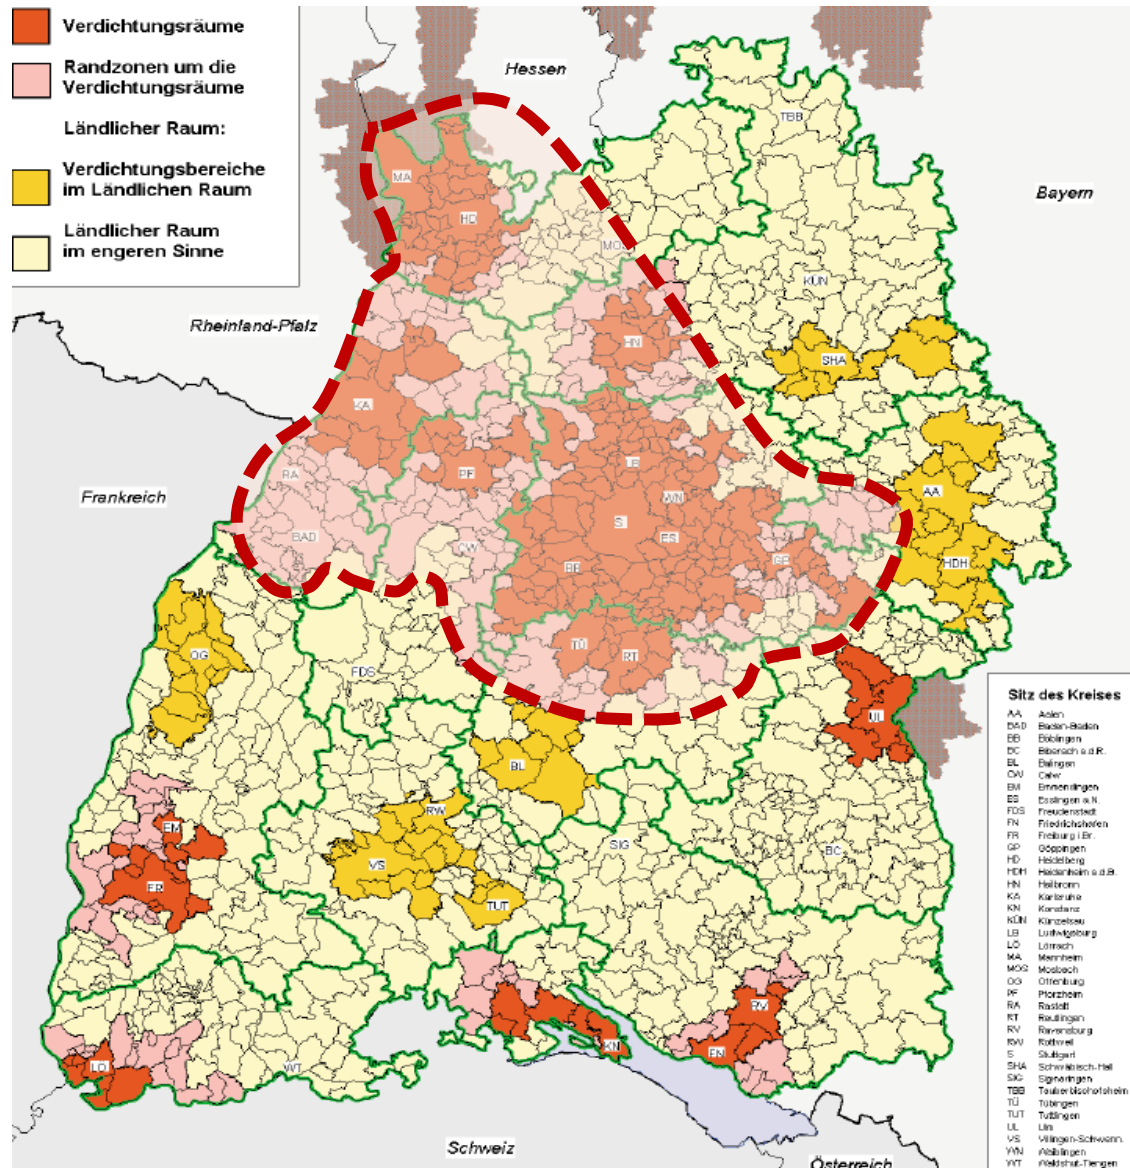 Verdichtungsräume
Randzonen um die
Verdichtungsräume
Ländlicher Raum:
Verdichtungsbereiche
im Ländlichen Raum
Ländlicher Raum
im engeren Sinne
Hessen
Bayern
Rheinland-Pfalz
Frankreich
Schweiz
Österreich
TBB
MA
HD
MO
KÜN
HN
SHA
KA
PF
LB
RA
WN
AA
S
ES
BAD
CW
BB
GP
HDH
TÜ
RT
OG
FDS
UL
BL
RW
EM
SIG
BC
VS
FR
TUT
RV
FN
KN
LÖ
WT
Sitz des Kreises
AA Aalen
BAD Baden-Baden
BB Böblingen
BC Biberach a.d.R.
BL Balingen
CW Calw
EM Emmendingen
ES Esslingen a.N.
FDS Freudenstadt
FN Friedrichshafen
FR Freiburg i.Br.
GP Göppingen
HD Heidelberg
HDH Heidenheim a.d.B.
HN Heilbronn
KA Karlsruhe
KN Konstanz
KÜN Künzelsau
LB Ludwigsburg
LÖ Lörrach
MA Mannheim
MOS Mosbach
OG Offenburg
PF Pforzheim
RA Rastatt
RT Reutlingen
RV Ravensburg
RW Rottweil
S Stuttgart
SHA Schwäbisch-Hall
SIG Sigmaringen
TBB Tauberbischofsheim
TÜ Tübingen
TUT Tuttlingen
UL Ulm
VS Villingen-Schwenn.
WN Waiblingen
WT Waldshut-Tiengen